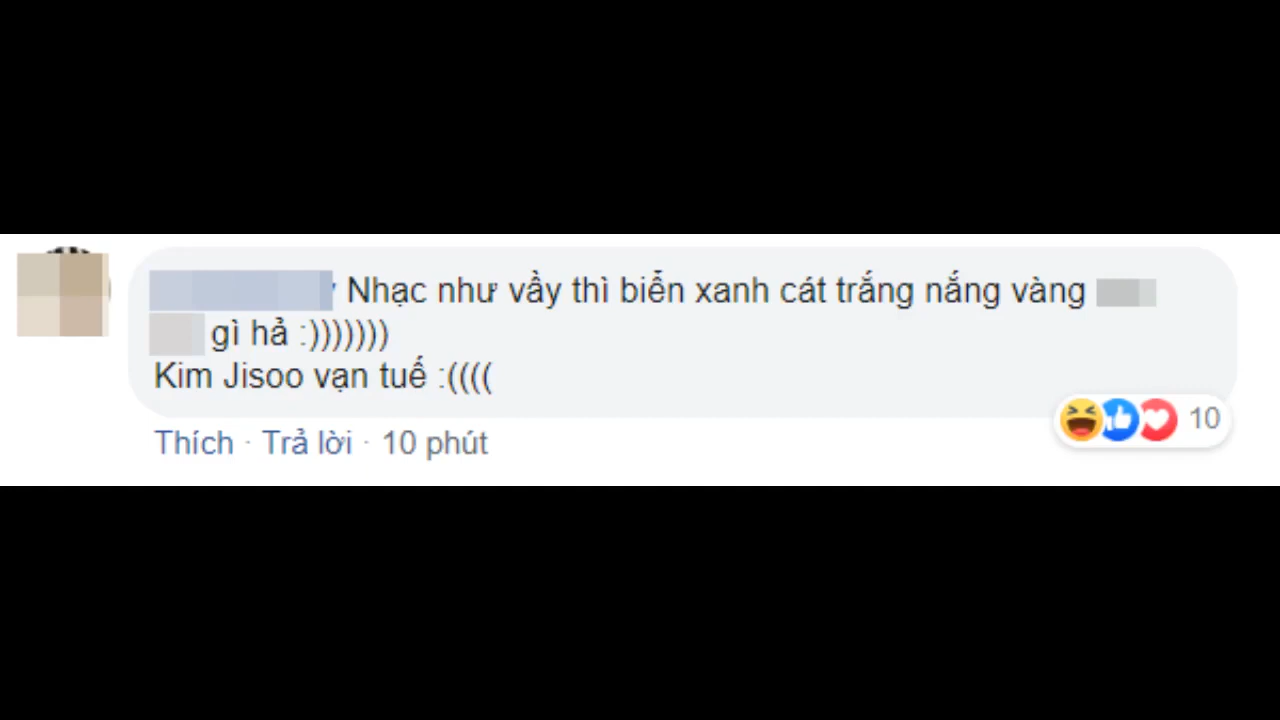 Nhạc như vầy thì biển xanh cát trắng nắng vàng
gì hả :)))))))
Kim Jisoo vạn tuế :((((
Thích · Trả lời · 10 phút
10